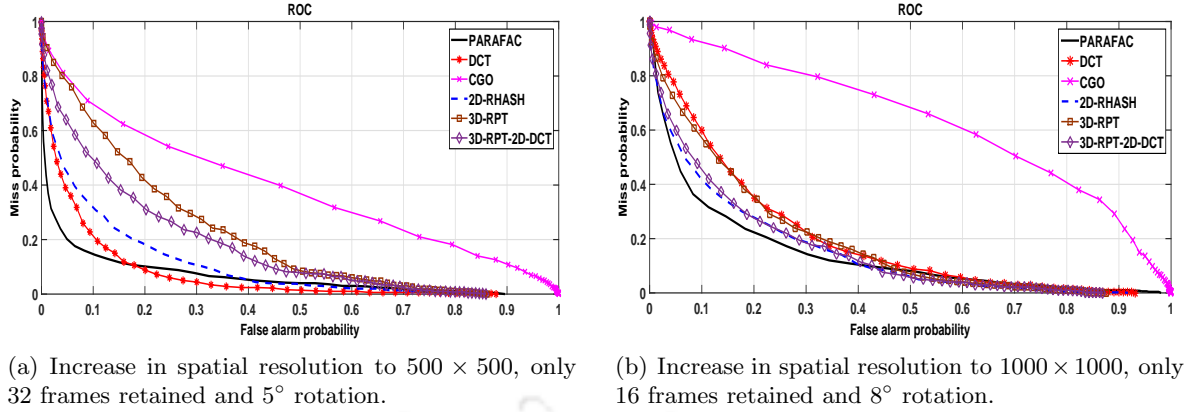 ROC
Miss probability
1
0.8
0.6
0.4
0.2
0
0 0.1 0.2 0.3 0.4 0.5 0.6 0.7 0.8 0.9 1
False alarm probability
PARAFAC
DCT
CGO
2D-RHASH
3D-RPT
3D-RPT-2D-DCT
(a) Increase in spatial resolution to 500 × 500, only
32 frames retained and 5° rotation.
ROC
Miss probability
1
0.8
0.6
0.4
0.2
0
0 0.1 0.2 0.3 0.4 0.5 0.6 0.7 0.8 0.9 1
False alarm probability
PARAFAC
DCT
CGO
2D-RHASH
3D-RPT
3D-RPT-2D-DCT
(b) Increase in spatial resolution to 1000 × 1000, only
16 frames retained and 8° rotation.